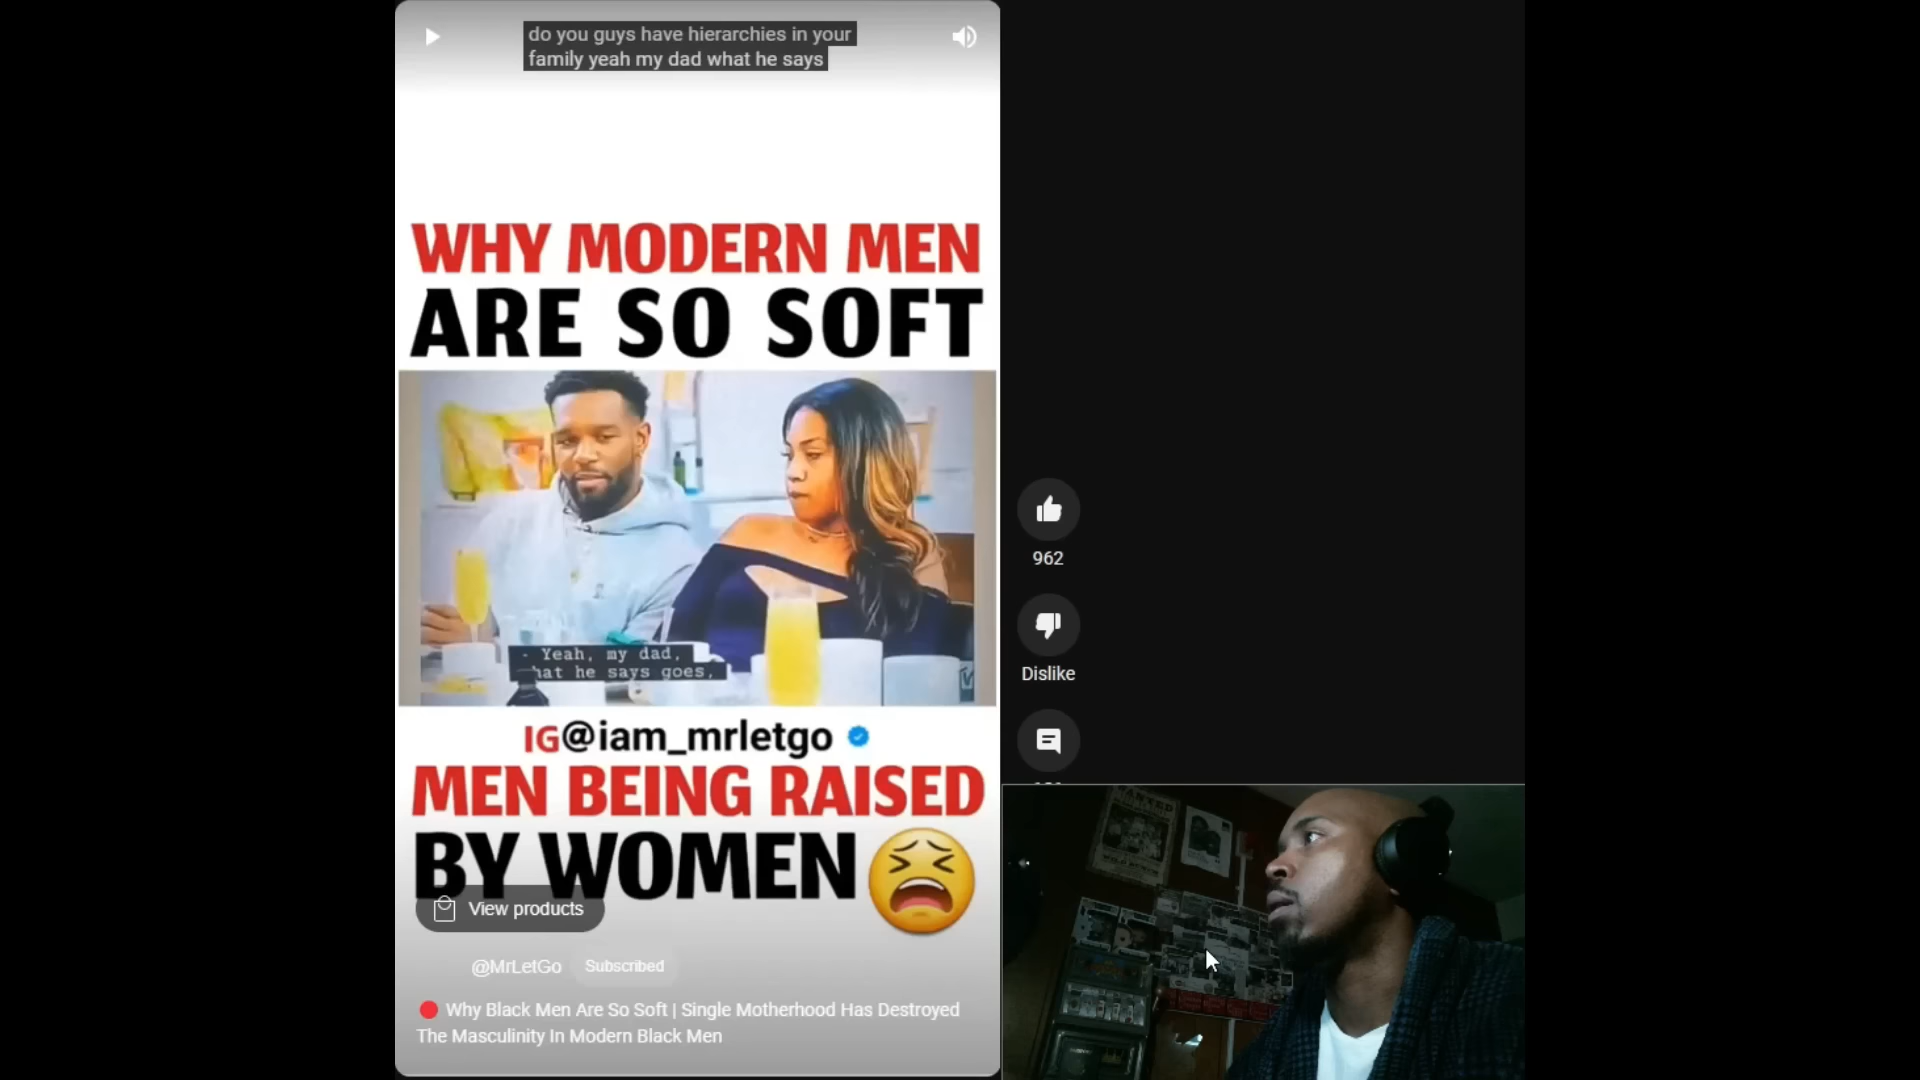 do you guys have hierarchies in your
family yeah my dad what he says
WHY MODERN MEN
ARE SO SOFT
- Yeah, my dad,
hat he says goes,
IG@iam_mrletgo
MEN BEING RAISED
BY WOMEN
View products
@MrLetGo Subscribed
Why Black Men Are So Soft | Single Motherhood Has Destroyed
The Masculinity In Modern Black Men
962
Dislike
WANTED